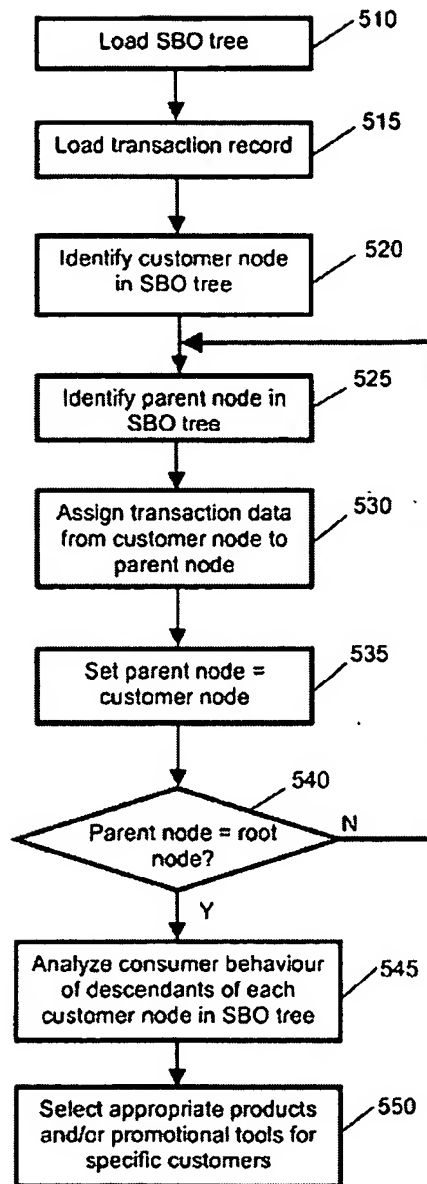 Load SBO tree
510
Load transaction record
515
Identify customer node
in SBO tree
520
Identify parent node in
SBO tree
525
Assign transaction data
from customer node to
parent node
530
Set parent node =
customer node
535
540
Parent node = root
node?
N
Y
Analyze consumer behaviour
of descendants of each
customer node in SBO tree
545
Select appropriate products
and/or promotional tools for
specific customers
550